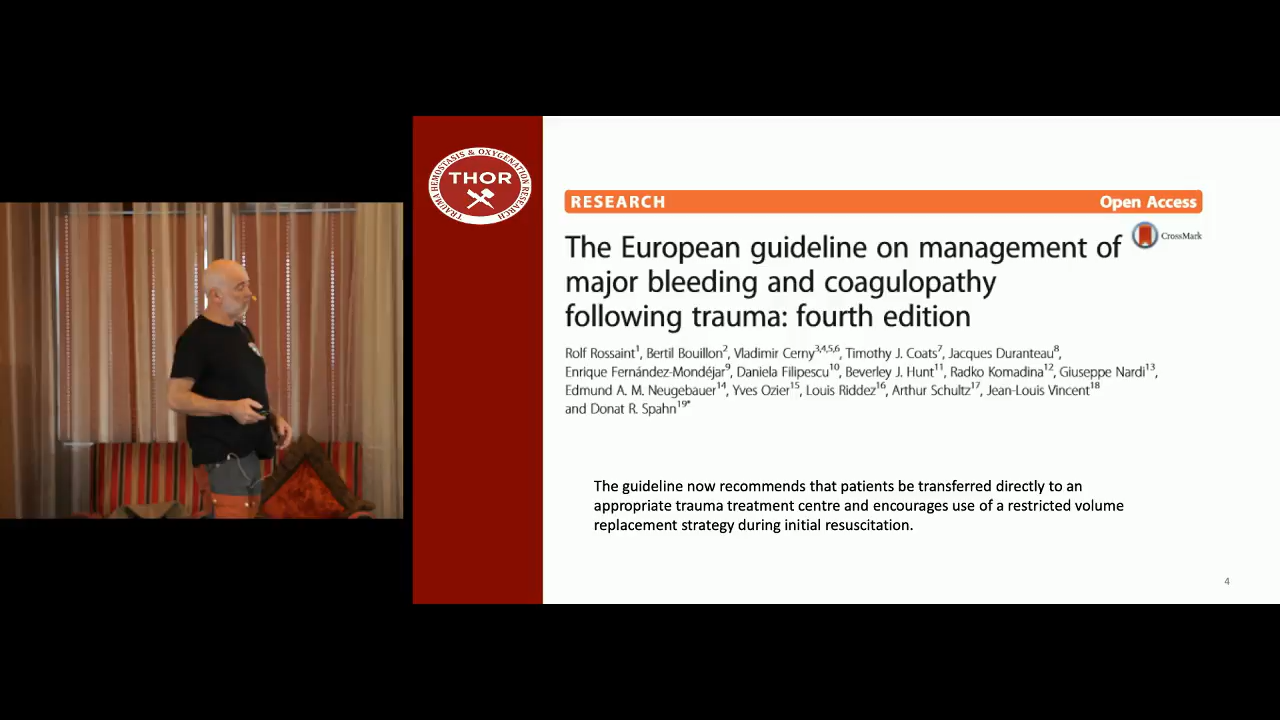 TRAUMA HEMOSTASIS & OXYGENATION RESEARCH
THOR
RESEARCH
Open Access
CrossMark
The European guideline on management of
major bleeding and coagulopathy
following trauma: fourth edition
Rolf Rossaint1, Bertil Bouillon2, Vladimir Cerny3,4,5,6, Timothy J. Coats7, Jacques Duranteau8,
Enrique Fernández-Mondéjar9, Daniela Filipescu10, Beverley J. Hunt11, Radko Komadina12, Giuseppe Nardi13,
Edmund A. M. Neugebauer14, Yves Ozier15, Louis Riddez16, Arthur Schultz17, Jean-Louis Vincent18
and Donat R. Spahn19*
The guideline now recommends that patients be transferred directly to an
appropriate trauma treatment centre and encourages use of a restricted volume
replacement strategy during initial resuscitation.
4